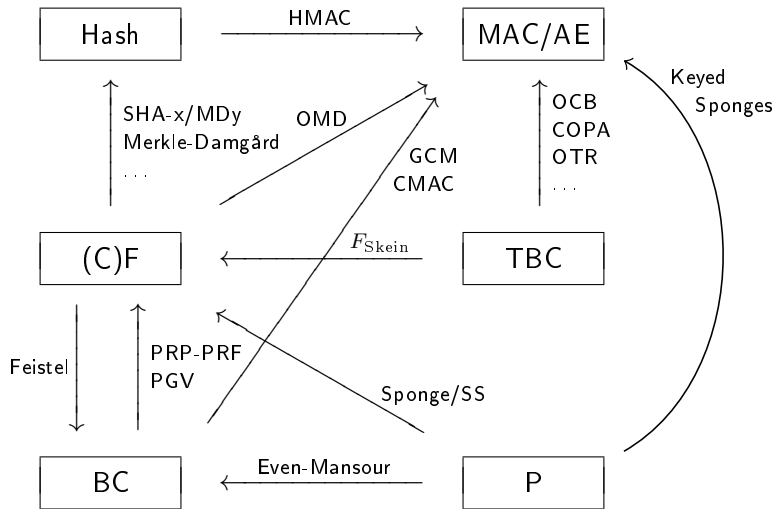 Hash
HMAC
MAC/AE
Keyed
Sponges
SHA-x/MDy
Merkle-Damgård
. . .
OMD
GCM
CMAC
OCB
COPA
OTR
. . .
(C)F
F_Skein
TBC
Feistel
PRP-PRF
PGV
Sponge/SS
BC
Even-Mansour
P